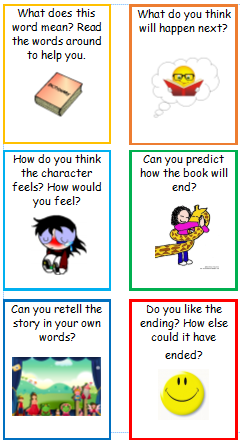 What does this
word mean? Read
the words around
to help you.
What do you think
will happen next?
How do you think
the character
feels? How would
you feel?
Can you predict
how the book will
end?
Can you retell the
story in your own
words?
Do you like the
ending? How else
could it have
ended?